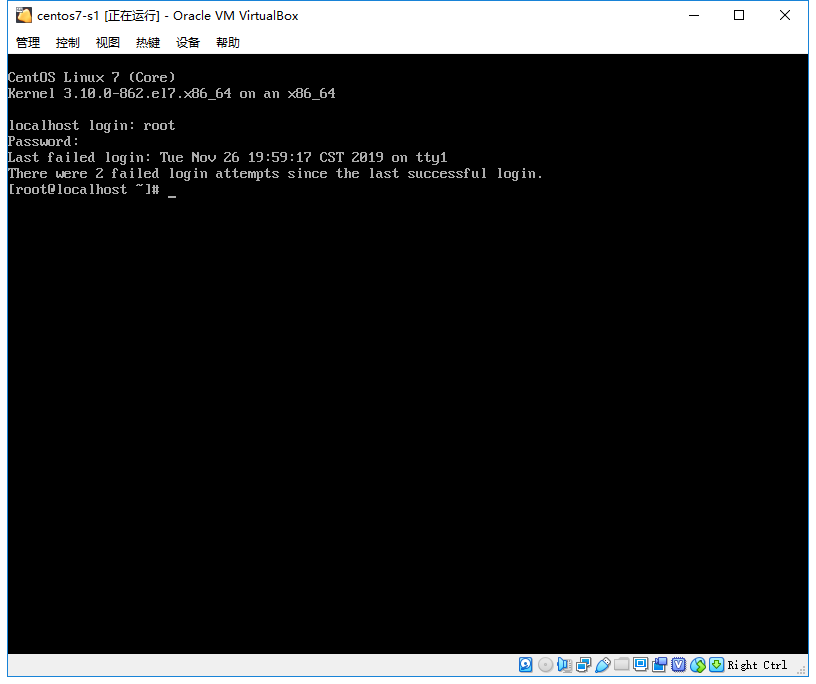 centos7-s1 [正在运行] - Oracle VM VirtualBox
管理 控制 视图 热键 设备 帮助
CentOS Linux 7 (Core)
Kernel 3.10.0-862.el7.x86_64 on an x86_64
localhost login: root
Password:
Last failed login: Tue Nov 26 19:59:17 CST 2019 on tty1
There were 2 failed login attempts since the last successful login.
[root@localhost ~]# _
Right Ctrl